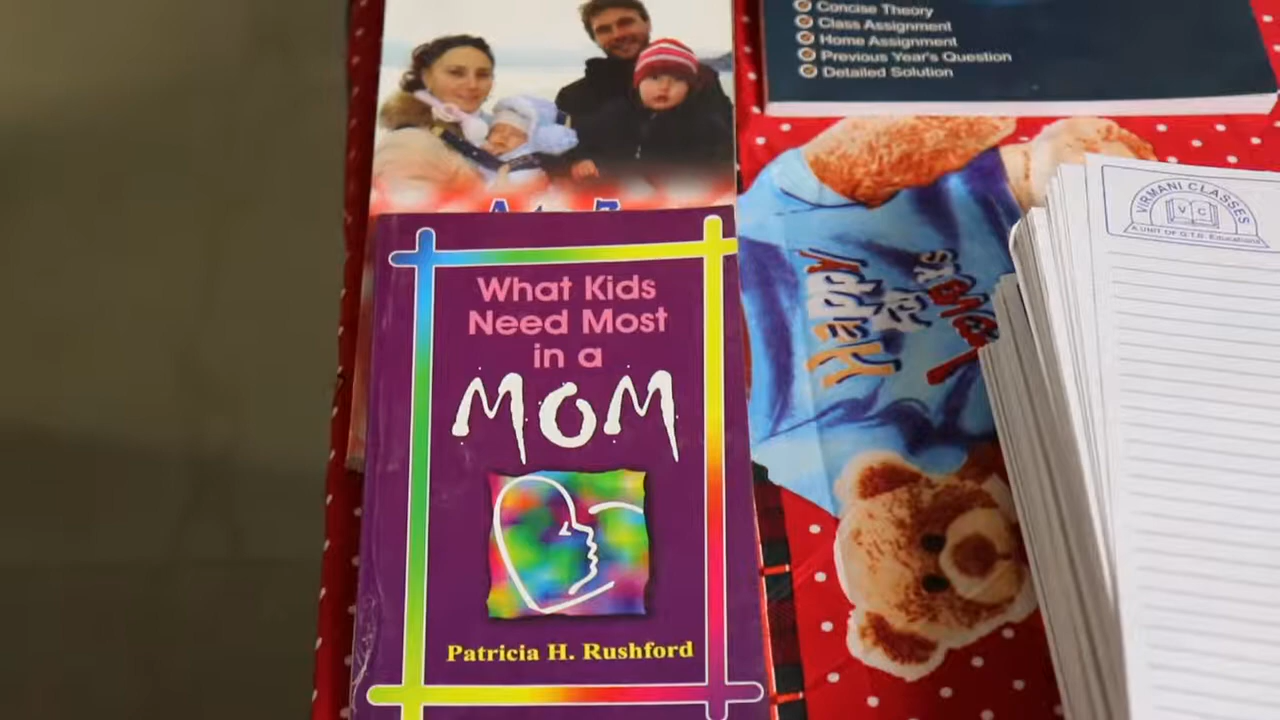 Concise Theory
Class Assignment
Home Assignment
Previous Year's Question
Detailed Solution
VIRMANI CLASSES
V C
A UNIT OF G.T.B. Educations
A to Z
What Kids
Need Most
in a
MOM
Patricia H. Rushford
Happy